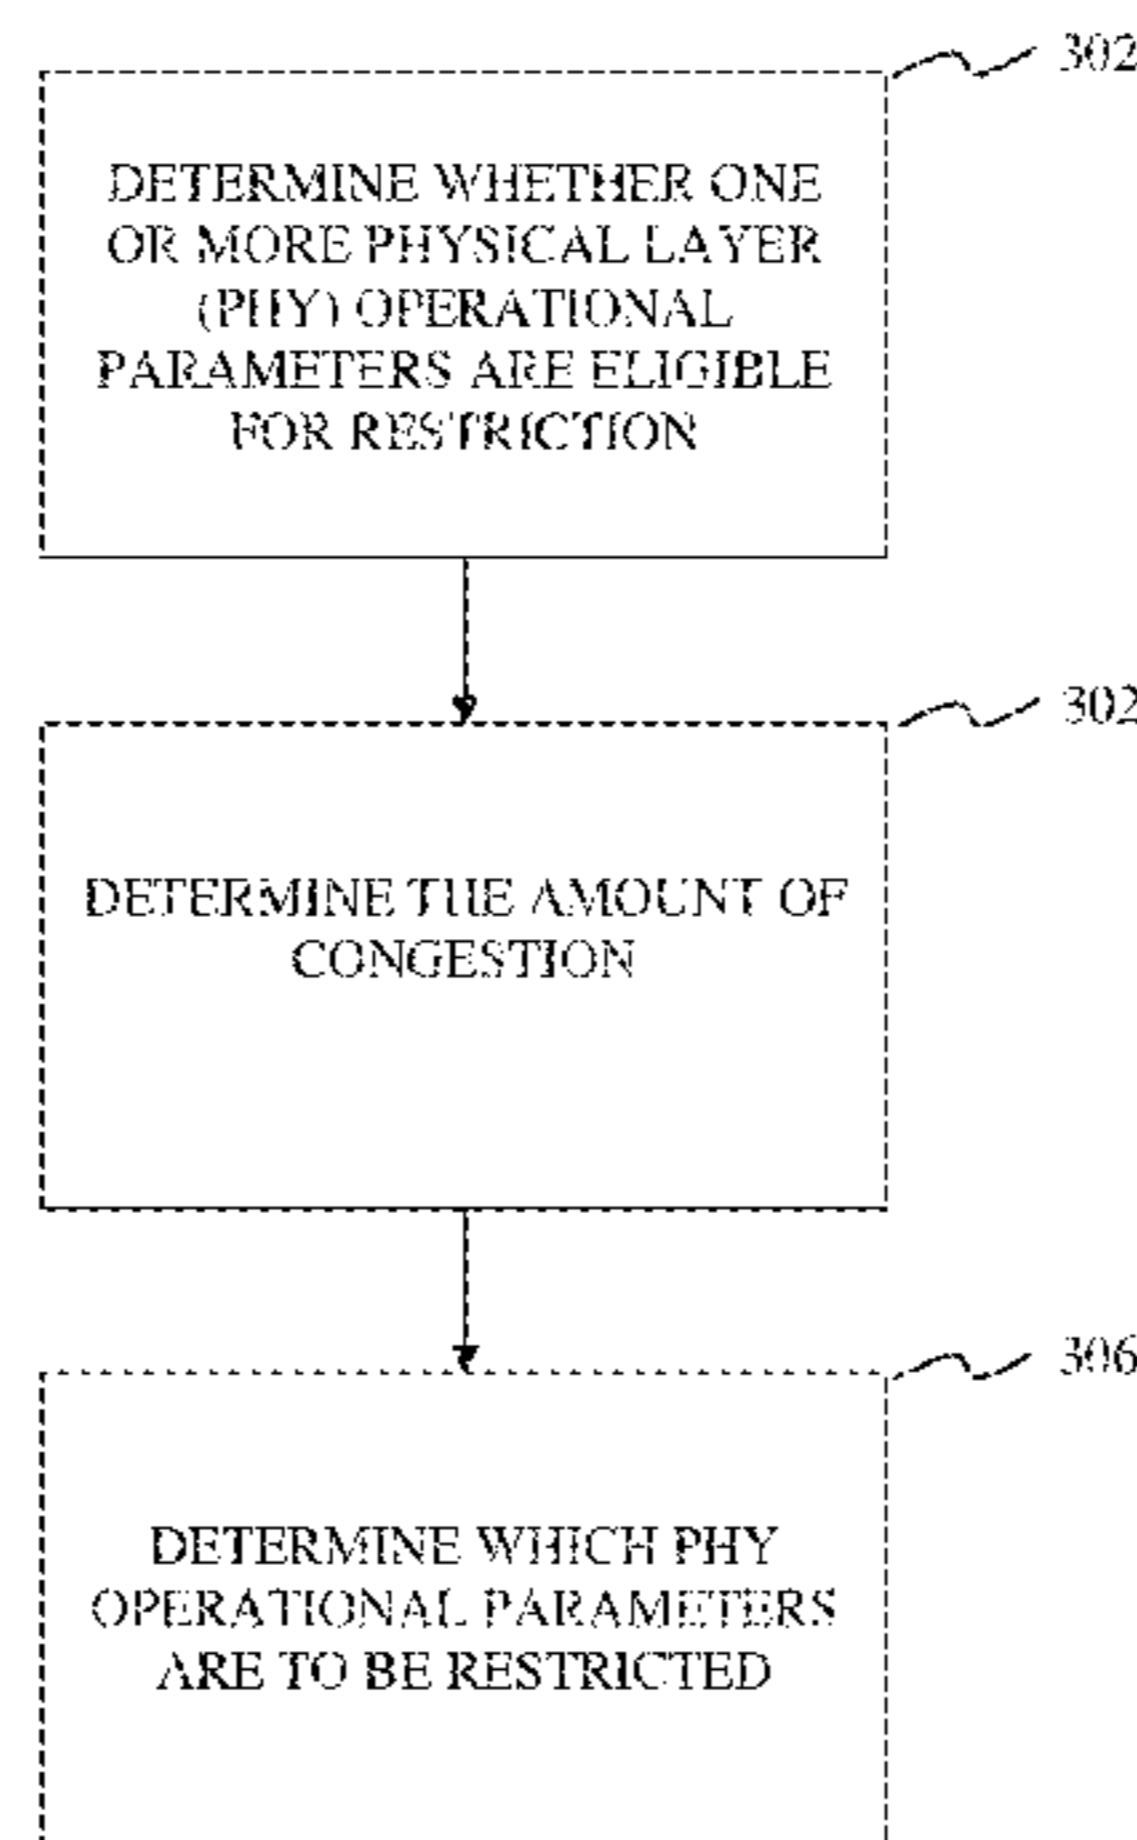 302
DETERMINE WHETHER ONE
OR MORE PHYSICAL LAYER
(PHY) OPERATIONAL
PARAMETERS ARE ELIGIBLE
FOR RESTRICTION
302
DETERMINE THE AMOUNT OF
CONGESTION
306
DETERMINE WHICH PHY
OPERATIONAL PARAMETERS
ARE TO BE RESTRICTED